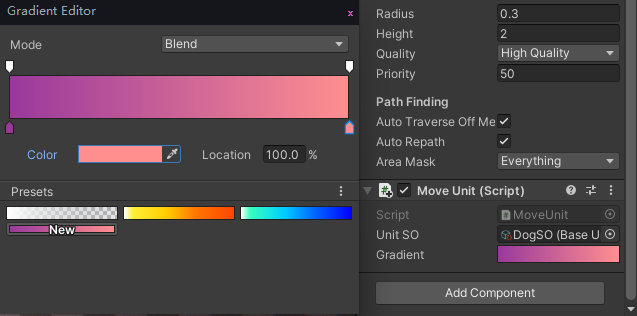 Gradient Editor
x
Mode
Blend
Color
Location
100.0
%
Presets
New
Radius
0.3
Height
2
Quality
High Quality
Priority
50
Path Finding
Auto Traverse Off Me
Auto Repath
Area Mask
Everything
# Move Unit (Script)
Script
# MoveUnit
Unit SO
DogSO (Base U
Gradient
Add Component